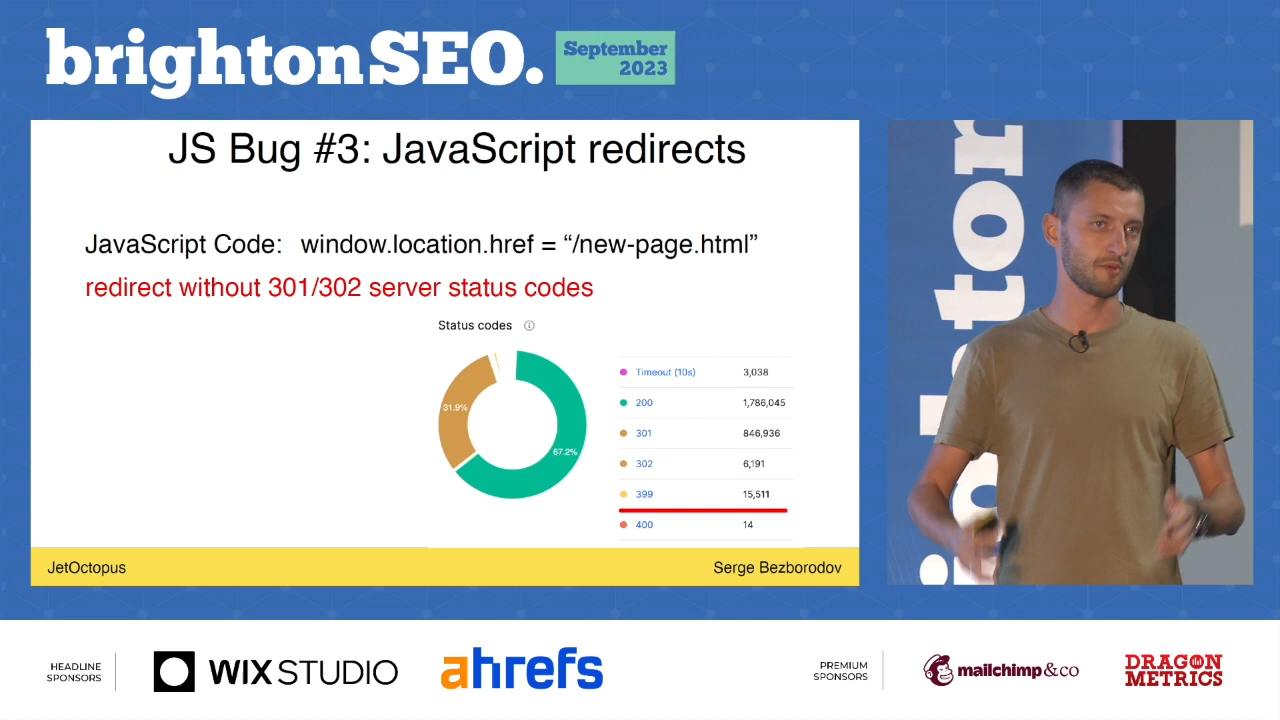 brightonSEO.
September
2023
JS Bug #3: JavaScript redirects
JavaScript Code: window.location.href = “/new-page.html”
redirect without 301/302 server status codes
Status codes
31.9%
67.2%
Timeout (10s) 3,038
200 1,786,045
301 846,936
302 6,191
399 15,511
400 14
JetOctopus
Serge Bezborodov
HEADLINE
SPONSORS
WIX STUDIO
ahrefs
PREMIUM
SPONSORS
mailchimp&co
DRAGON
METRICS